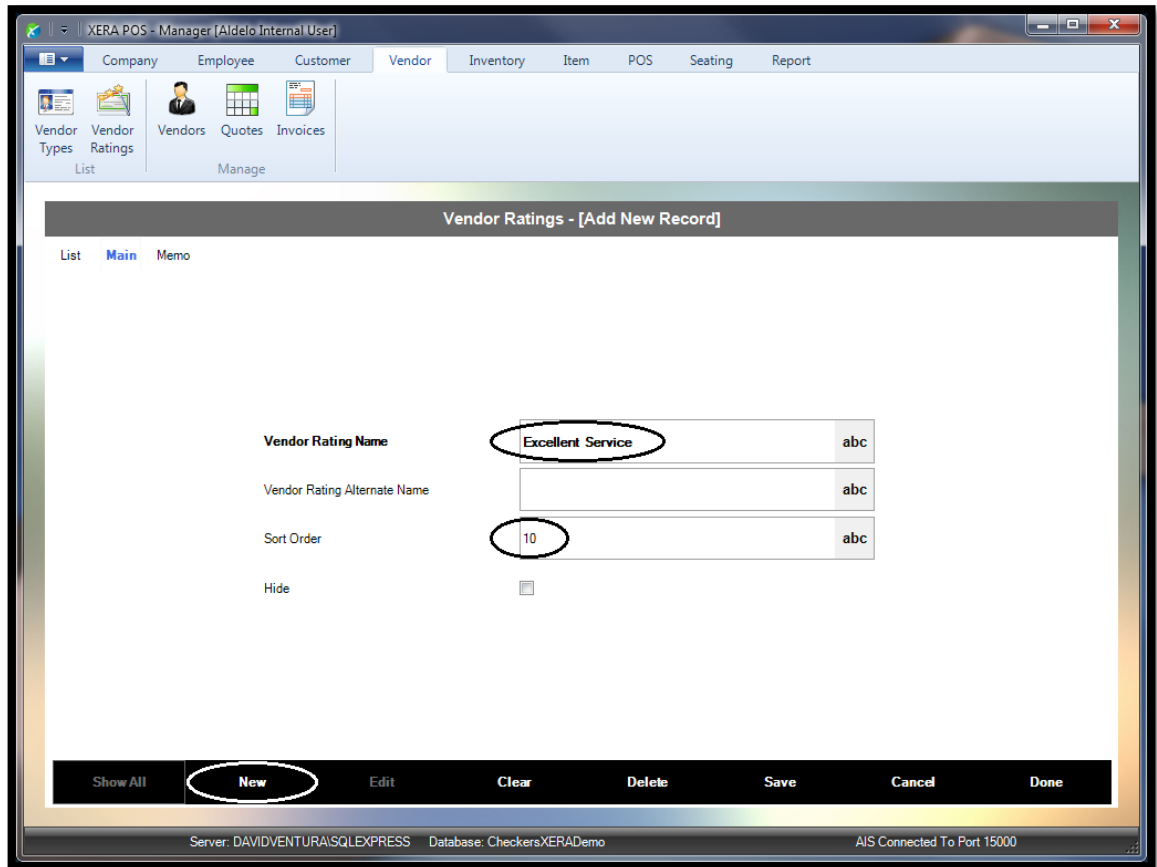 XERA POS - Manager [Aldelo Internal User]
Company Employee Customer Vendor Inventory Item POS Seating Report
Vendor Types Vendor Ratings Vendors Quotes Invoices
List Manage
Vendor Ratings - [Add New Record]
List Main Memo
Vendor Rating Name Excellent Service abc
Vendor Rating Alternate Name abc
Sort Order 10 abc
Hide
Show All New Edit Clear Delete Save Cancel Done
Server: DAVIDVENTURA\SQLEXPRESS Database: CheckersXERADemo AIS Connected To Port 15000